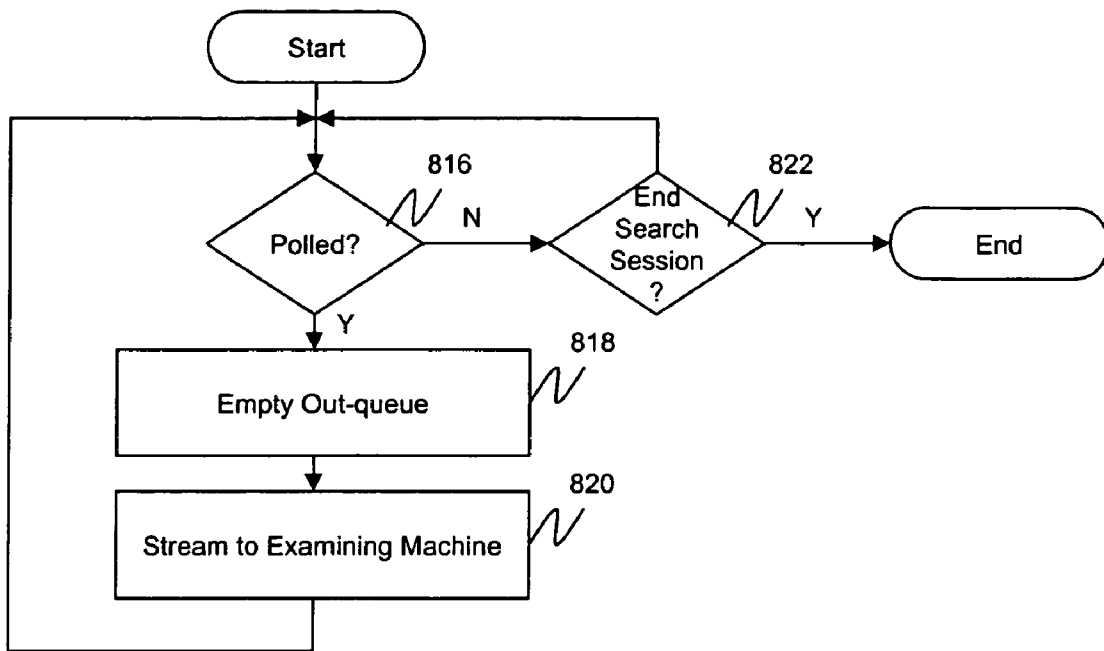 Start
816
822
Polled?
N
End
Search
Session
?
Y
End
Y
818
Empty Out-queue
820
Stream to Examining Machine